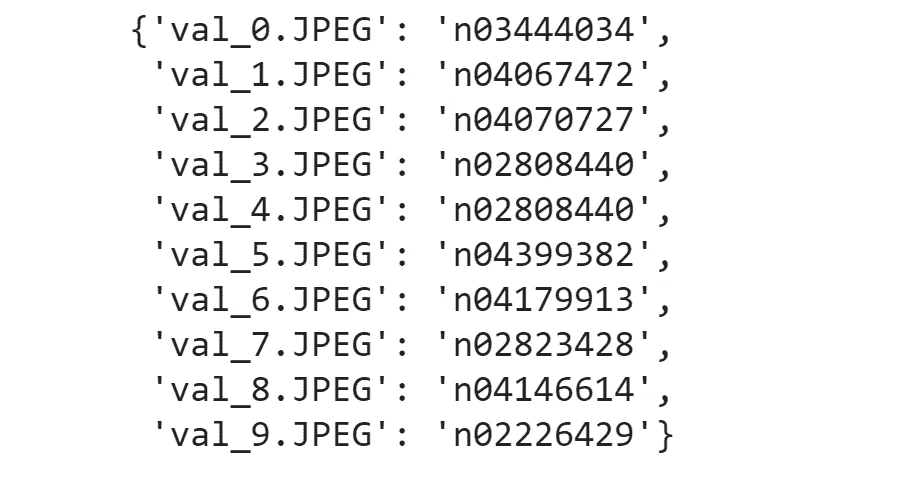 {'val_0.JPEG': 'n03444034',
'val_1.JPEG': 'n04067472',
'val_2.JPEG': 'n04070727',
'val_3.JPEG': 'n02808440',
'val_4.JPEG': 'n02808440',
'val_5.JPEG': 'n04399382',
'val_6.JPEG': 'n04179913',
'val_7.JPEG': 'n02823428',
'val_8.JPEG': 'n04146614',
'val_9.JPEG': 'n02226429'}